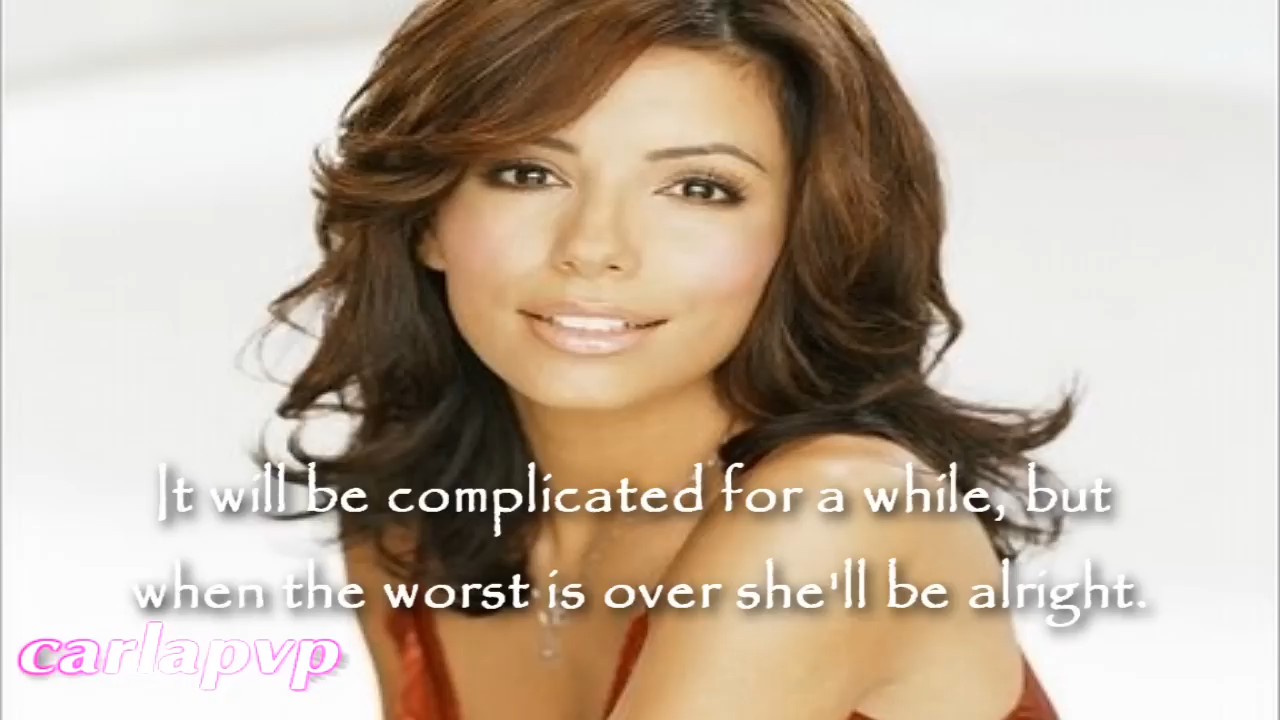 It will be complicated for a while, but
when the worst is over she'll be alright.
carlapvp